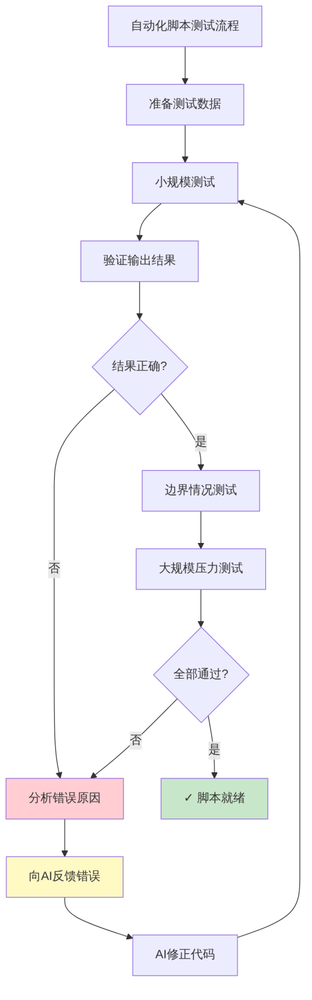 自动化脚本测试流程
准备测试数据
小规模测试
验证输出结果
结果正确?
是
边界情况测试
否
大规模压力测试
全部通过?
否
是
分析错误原因
✓ 脚本就绪
向AI反馈错误
AI修正代码